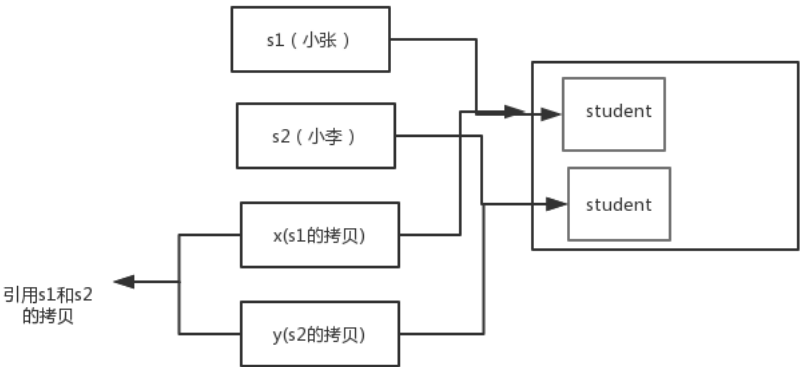 s1（小张）
student
s2（小李）
student
x(s1的拷贝)
引用s1和s2
的拷贝
y(s2的拷贝)